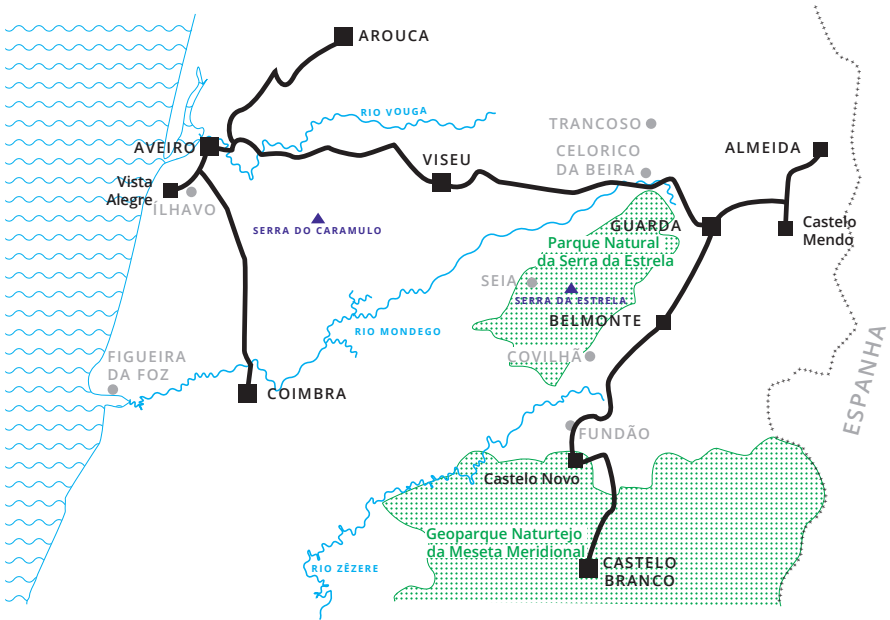 AROUCA
RIO VOUGA
TRANCOSO
AVEIRO
CELORICO
DA BEIRA
ALMEIDA
VISEU
Vista
Alegre
ÍLHAVO
SERRA DO CARAMULO
GUARDA
Castelo
Mendo
Parque Natural
da Serra da Estrela
SEIA
SERRA DA ESTRELA
BELMONTE
RIO MONDEGO
COVILHÃ
FIGUEIRA
DA FOZ
COIMBRA
ESPANHA
FUNDÃO
Castelo Novo
Geoparque Naturtejo
da Meseta Meridional
RIO ZÊZERE
CASTELO
BRANCO